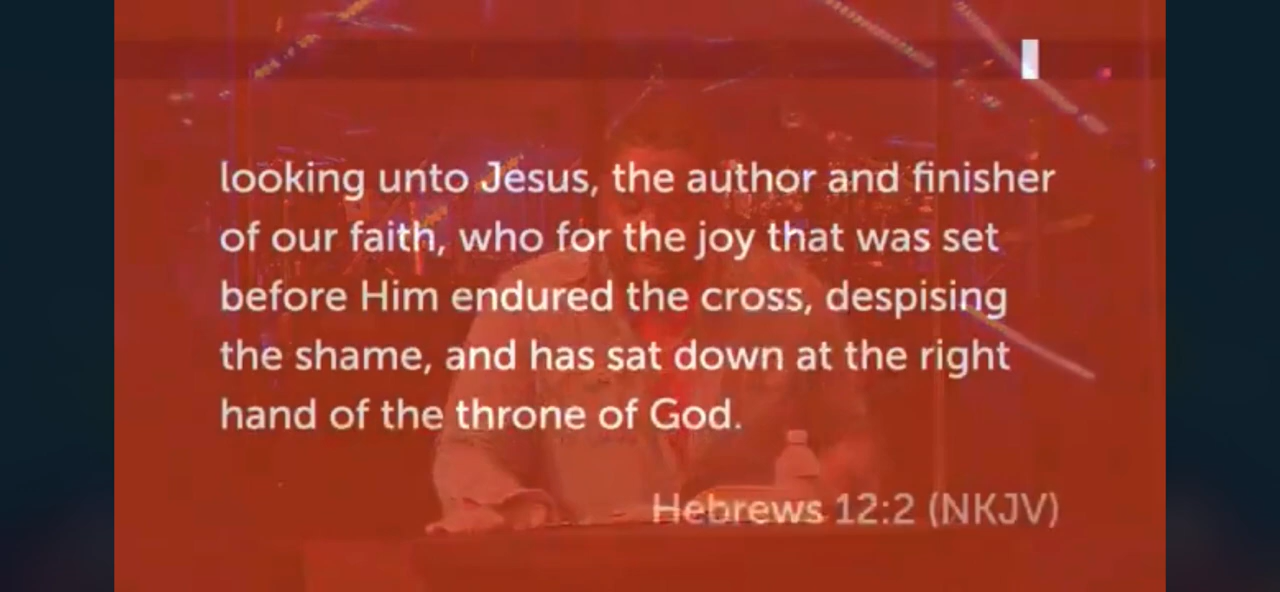 looking unto Jesus, the author and finisher
of our faith, who for the joy that was set
before Him endured the cross, despising
the shame, and has sat down at the right
hand of the throne of God.
Hebrews 12:2 (NKJV)